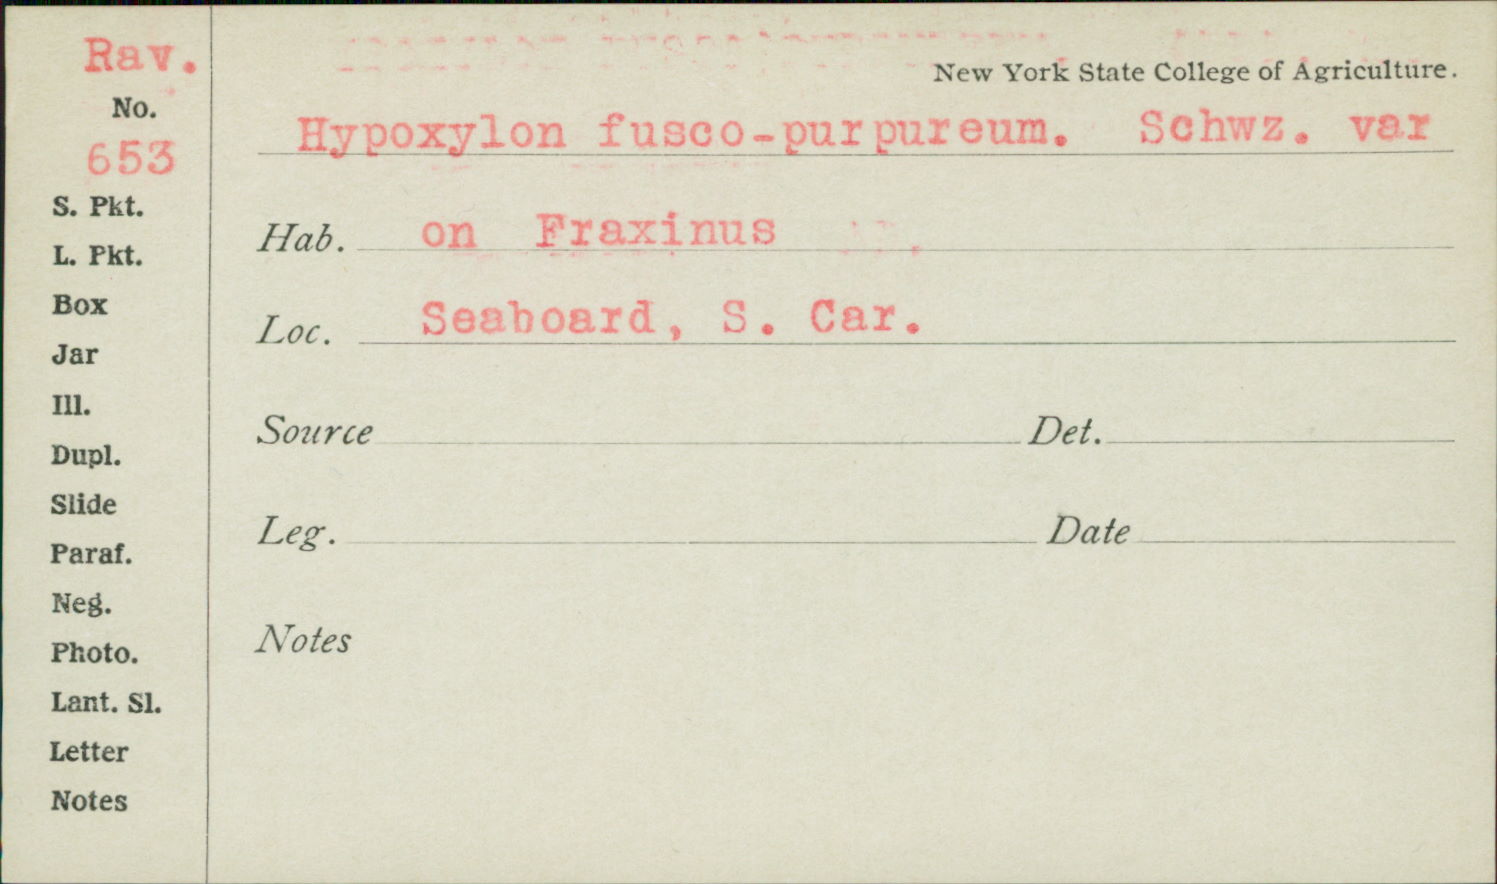 Rav.
No.
653
S. Pkt.
L. Pkt.
Box
Jar
Ill.
Dupl.
Slide
Paraf.
Neg.
Photo.
Lant. Sl.
Letter
Notes
New York State College of Agriculture.
Hypoxylon fusco-purpureum. Schwz. var
Hab. on Fraxinus
Loc. Seaboard, S. Car.
Source Det.
Leg. Date
Notes